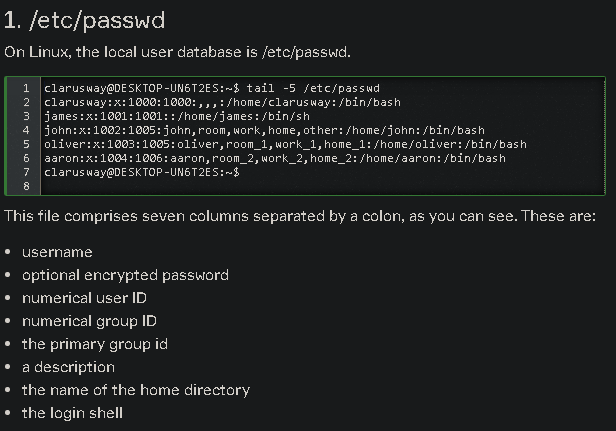 1. /etc/passwd
On Linux, the local user database is /etc/passwd.
1 clarusway@DESKTOP-UN6T2ES:~$ tail -5 /etc/passwd
2 clarusway:x:1000:1000:,,,:/home/clarusway:/bin/bash
3 james:x:1001:1001::/home/james:/bin/sh
4 john:x:1002:1005:john,room,work,home,other:/home/john:/bin/bash
5 oliver:x:1003:1005:oliver,room_1,work_1,home_1:/home/oliver:/bin/bash
6 aaron:x:1004:1006:aaron,room_2,work_2,home_2:/home/aaron:/bin/bash
7 clarusway@DESKTOP-UN6T2ES:~$
8
This file comprises seven columns separated by a colon, as you can see. These are:
• username
• optional encrypted password
• numerical user ID
• numerical group ID
• the primary group id
• a description
• the name of the home directory
• the login shell